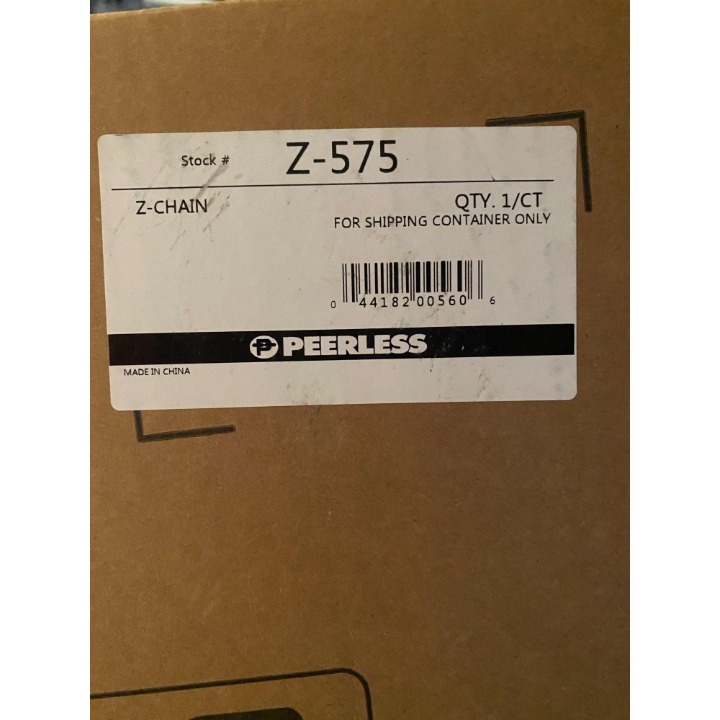 Stock # Z-575
Z-CHAIN QTY. 1/CT
FOR SHIPPING CONTAINER ONLY
0 44182 00560 6
PEERLESS
MADE IN CHINA